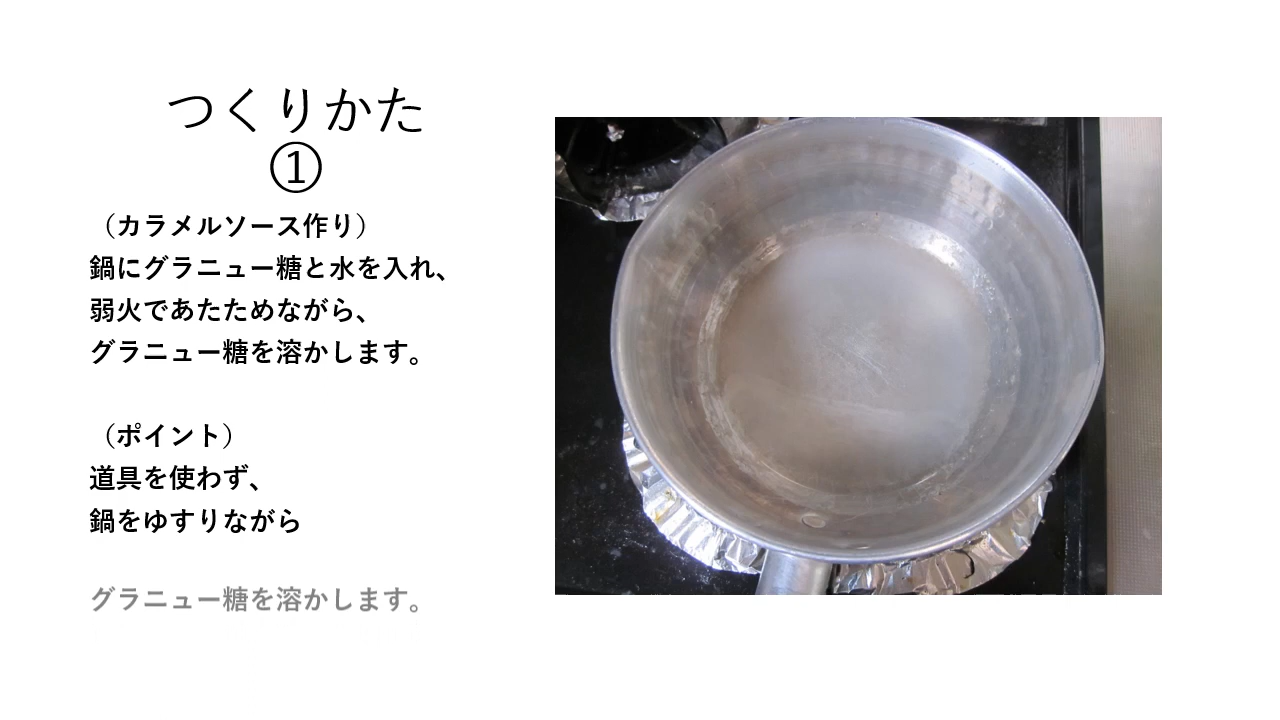 つくりかた
①
（カラメルソース作り）
鍋にグラニュー糖と水を入れ、
弱火であたためながら、
グラニュー糖を溶かします。
（ポイント）
道具を使わず、
鍋をゆすりながら
グラニュー糖を溶かします。